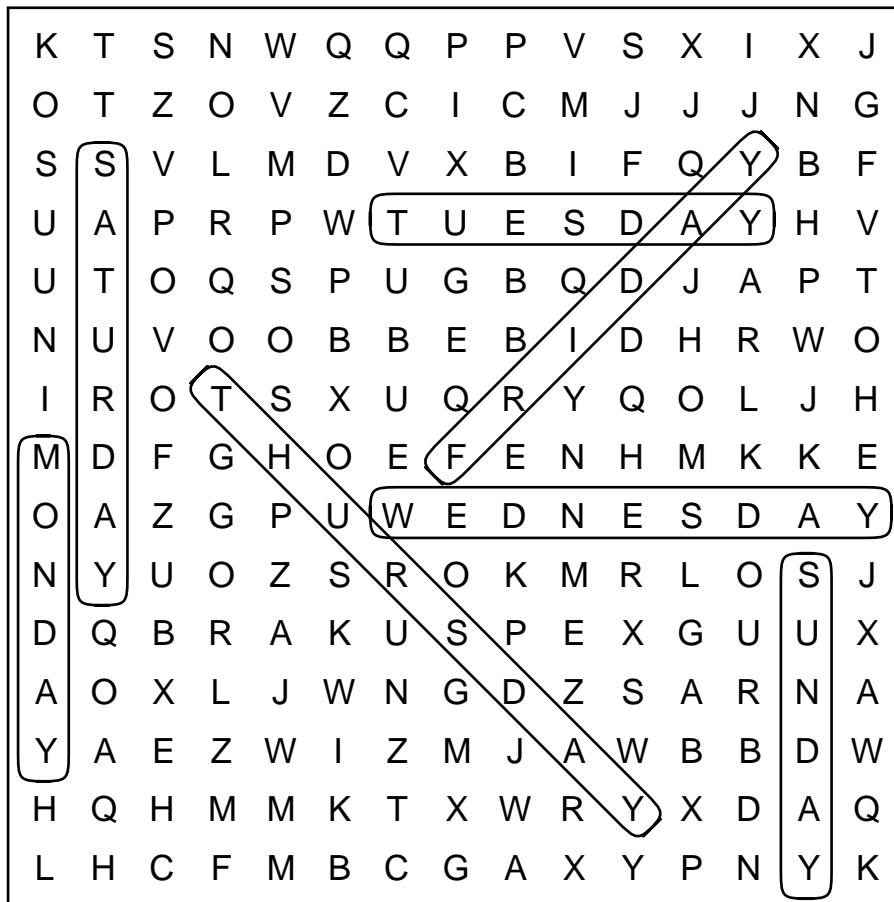 K T S N W Q Q P P V S X I X J
O T Z O V Z C I C M J J J N G
S S V L M D V X B I F Q Y B F
U A P R P W T U E S D A Y H V
U T O Q S P U G B Q D J A P T
N U V O O B B E B I D H R W O
I R O T S X U Q R Y Q O L J H
M D F G H O E F E N H M K K E
O A Z G P U W E D N E S D A Y
N Y U O Z S R O K M R L O S J
D Q B R A K U S P E X G U U X
A O X L J W N G D Z S A R N A
Y A E Z W I Z M J A W B B D W
H Q H M M K T X W R Y X D A Q
L H C F M B C G A X Y P N Y K